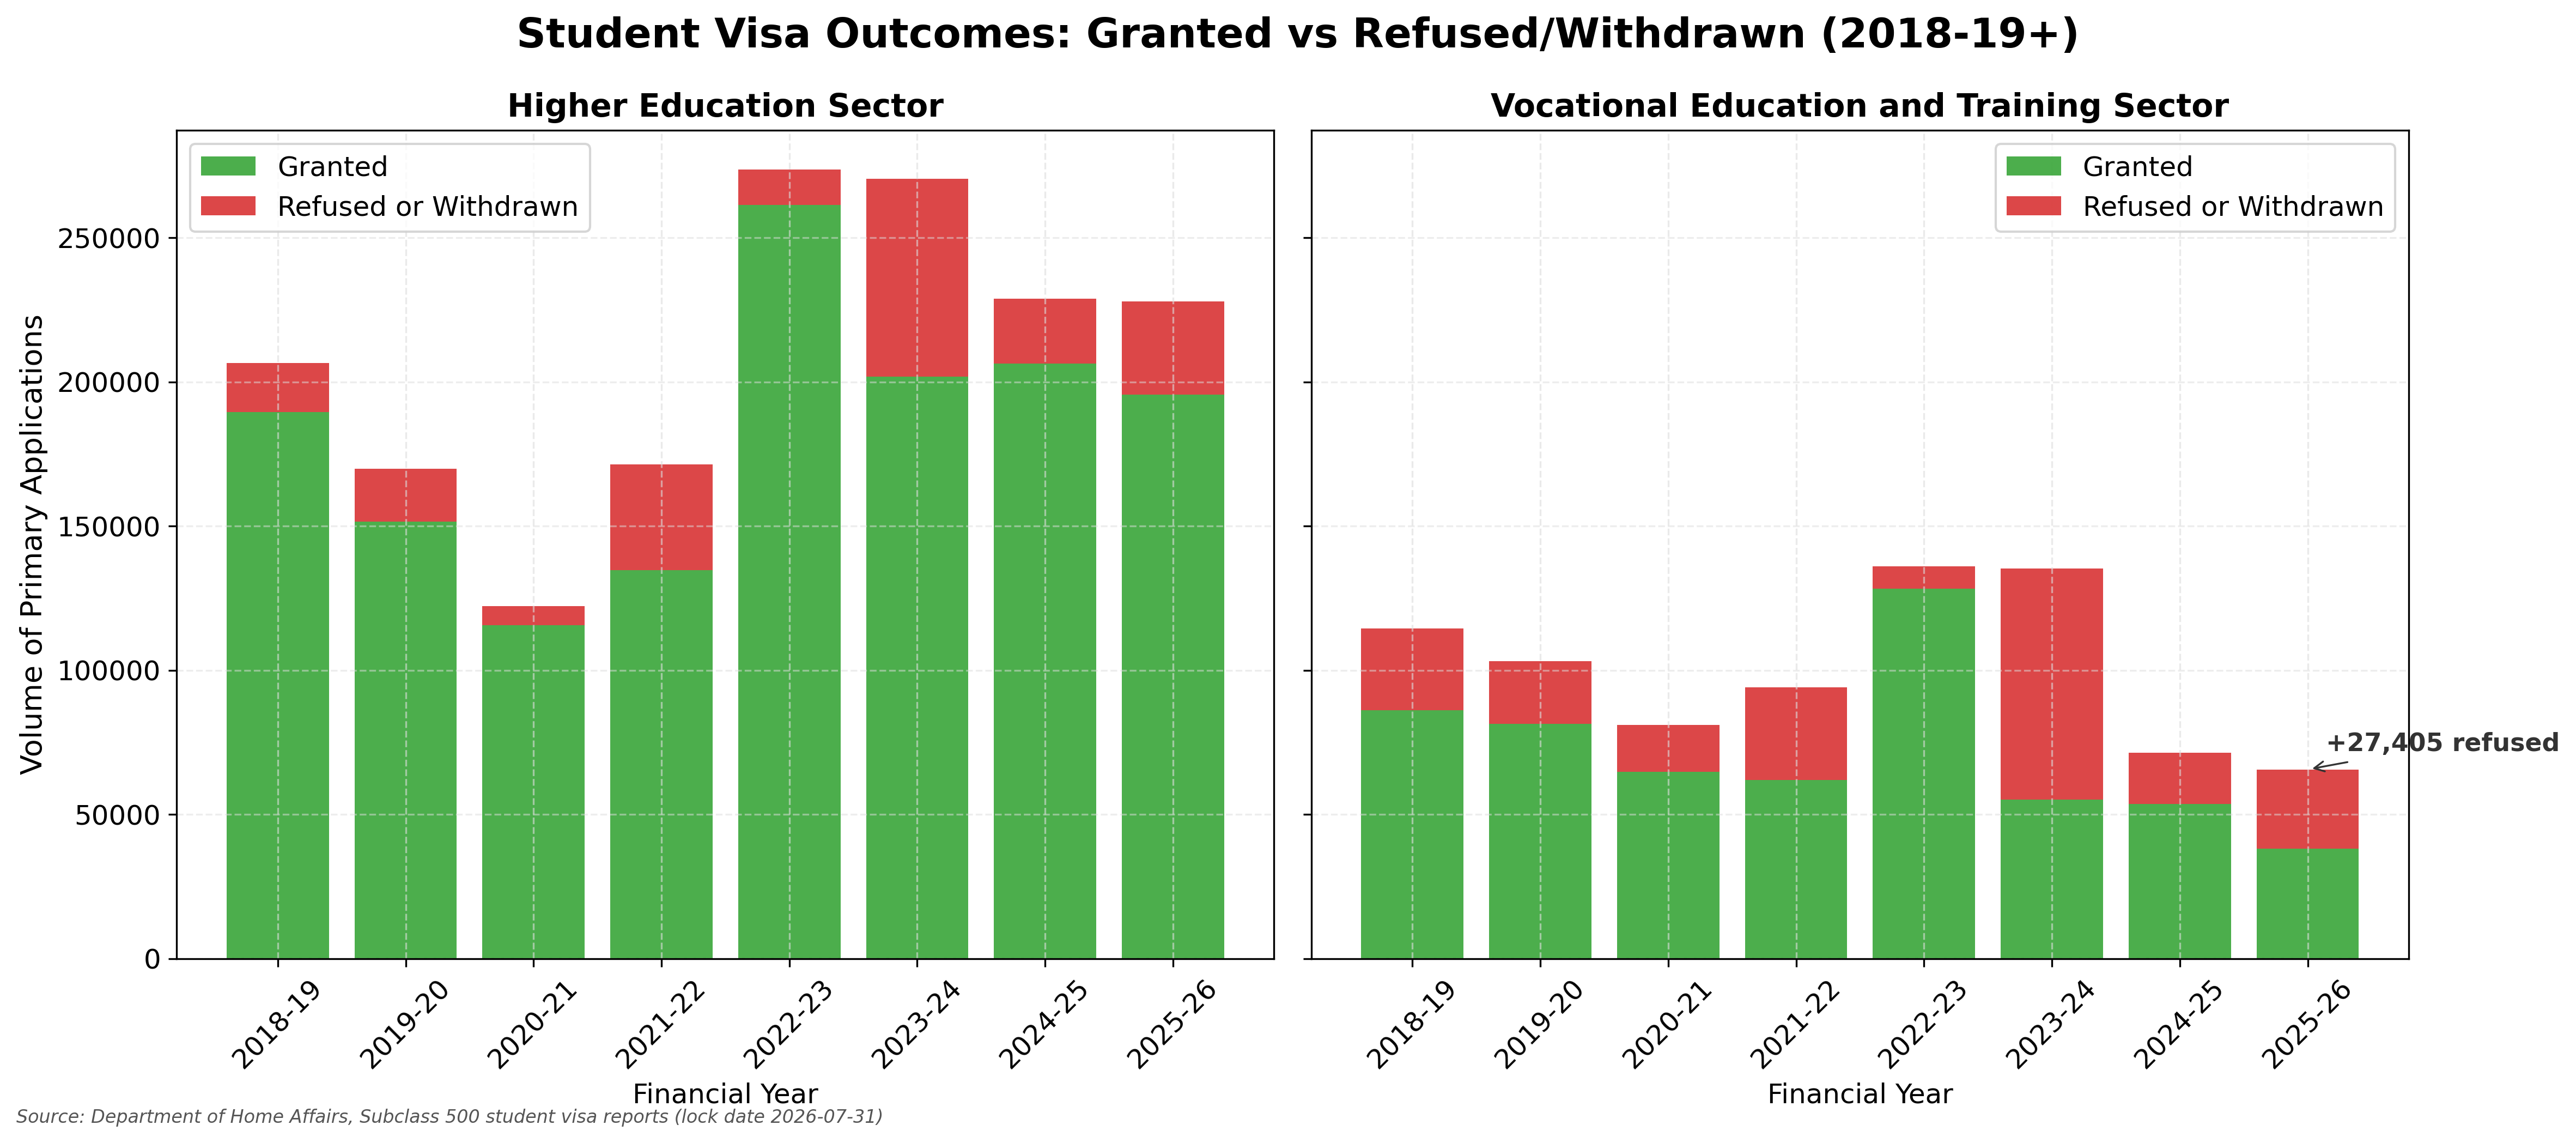 Student Visa Outcomes: Granted vs Refused/Withdrawn (2018-19+)
Higher Education Sector
Granted
Refused or Withdrawn
Volume of Primary Applications
250000
200000
150000
100000
50000
0
2018-19
2019-20
2020-21
2021-22
2022-23
2023-24
2024-25
2025-26
Financial Year
Vocational Education and Training Sector
Granted
Refused or Withdrawn
+27,405 refused
2018-19
2019-20
2020-21
2021-22
2022-23
2023-24
2024-25
2025-26
Financial Year
Source: Department of Home Affairs, Subclass 500 student visa reports (lock date 2026-07-31)